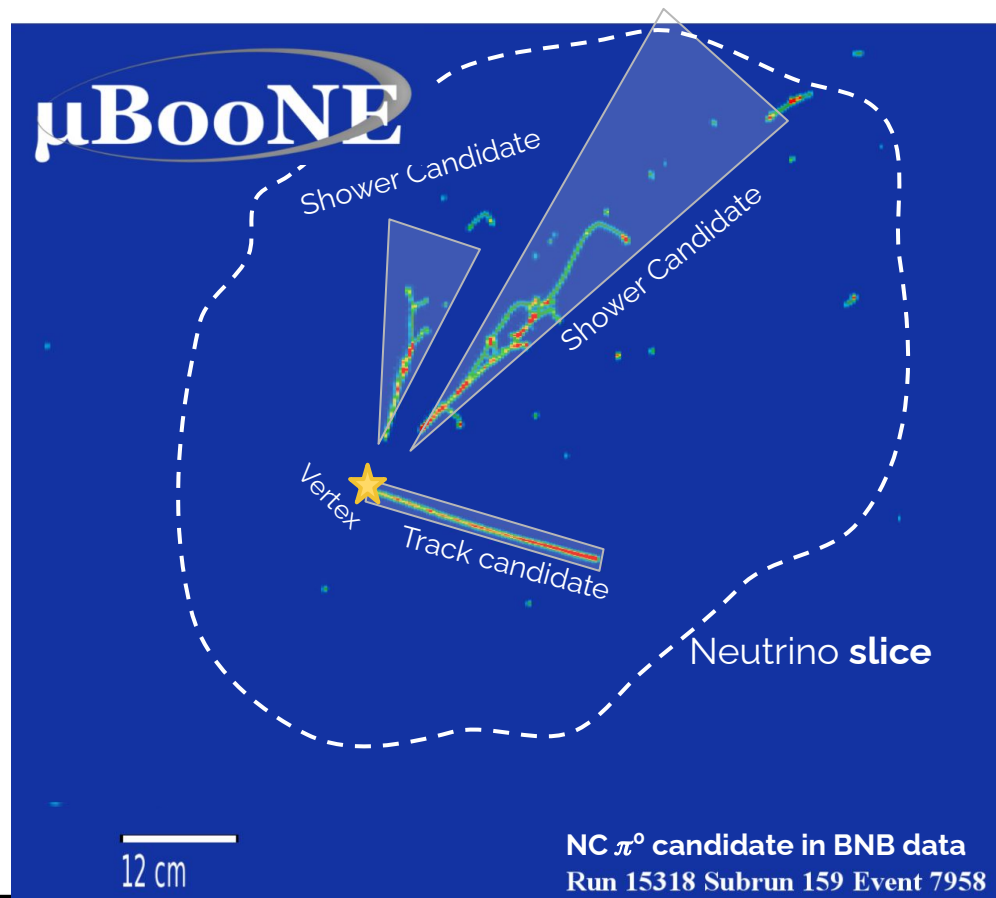 µBooNE
Shower Candidate
Shower Candidate
Vertex
Track candidate
Neutrino slice
12 cm
NC π⁰ candidate in BNB data
Run 15318 Subrun 159 Event 7958